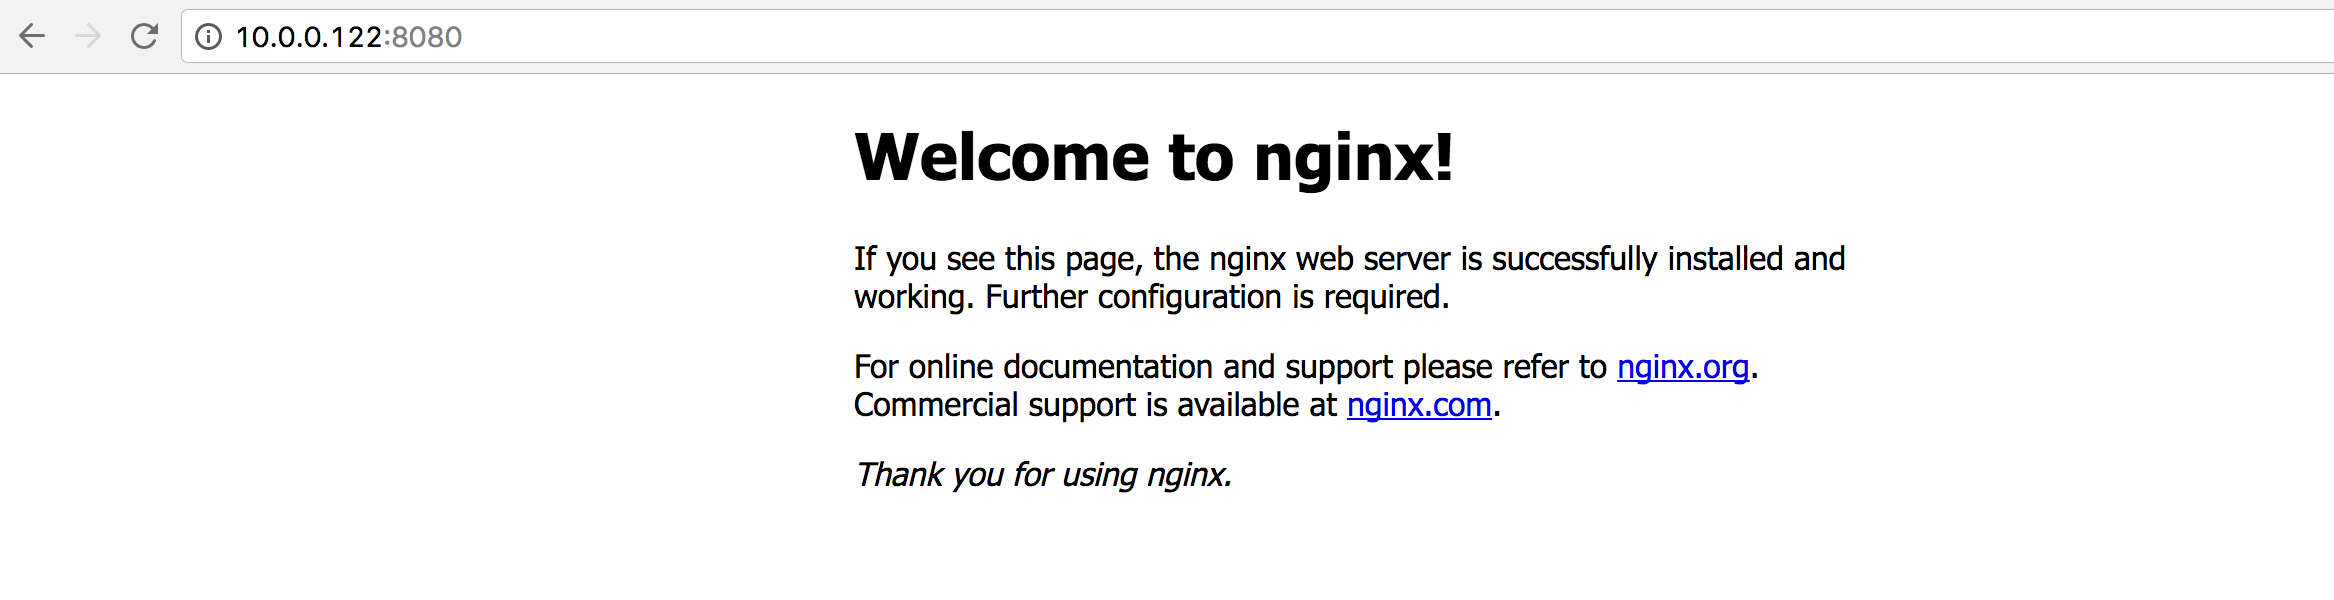 10.0.0.122:8080
Welcome to nginx!
If you see this page, the nginx web server is successfully installed and
working. Further configuration is required.
For online documentation and support please refer to nginx.org.
Commercial support is available at nginx.com.
Thank you for using nginx.